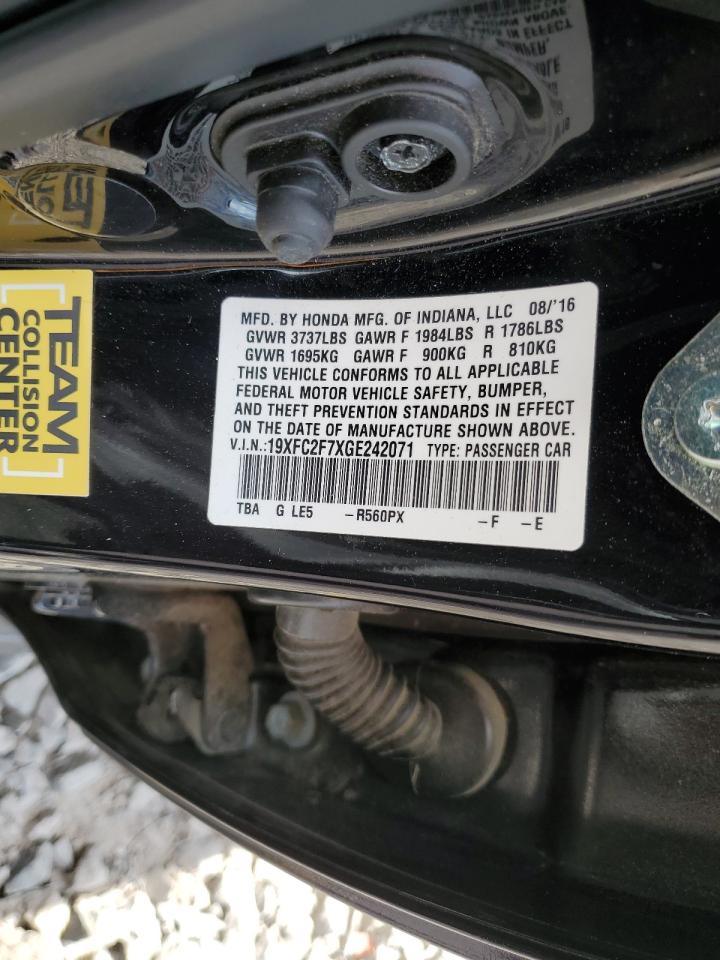 MFD. BY HONDA MFG. OF INDIANA, LLC 08/'16
GVWR 3737LBS GAWR F 1984LBS R 1786LBS
GVWR 1695KG GAWR F 900KG R 810KG
THIS VEHICLE CONFORMS TO ALL APPLICABLE
FEDERAL MOTOR VEHICLE SAFETY, BUMPER,
AND THEFT PREVENTION STANDARDS IN EFFECT
ON THE DATE OF MANUFACTURE SHOWN ABOVE.
V.I.N.:19XFC2F7XGE242071 TYPE: PASSENGER CAR
TBA G LE5 -R560PX -F -E
TEAM
COLLISION
CENTER